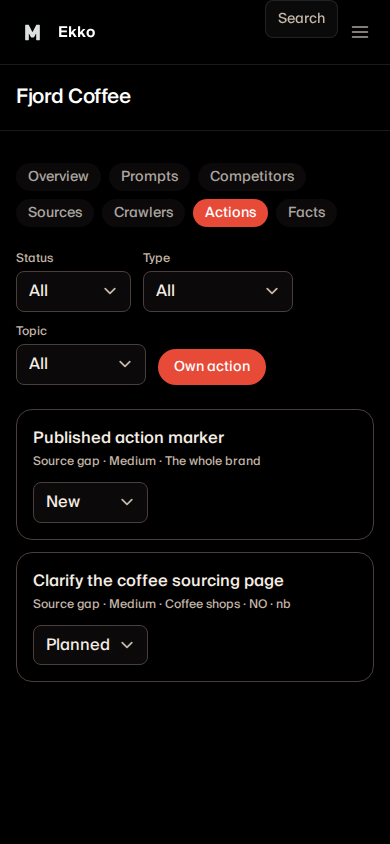 M Ekko
Search
Fjord Coffee
Overview Prompts Competitors
Sources Crawlers Actions Facts
Status Type
All All
Topic
All Own action
Published action marker
Source gap · Medium · The whole brand
New
Clarify the coffee sourcing page
Source gap · Medium · Coffee shops · NO · nb
Planned